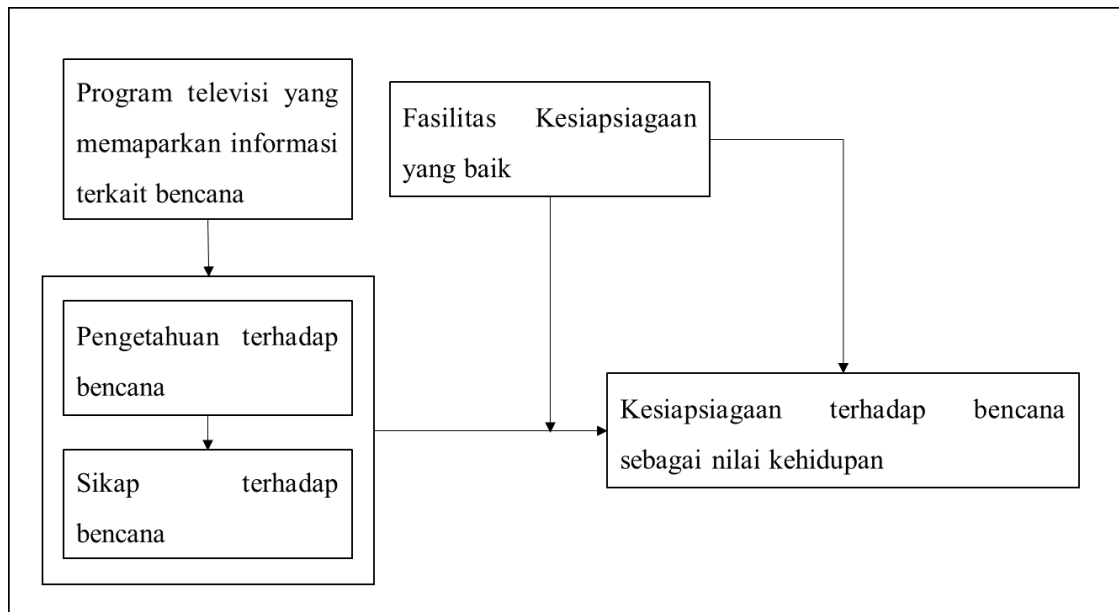 Program televisi yang
memaparkan informasi
terkait bencana
Fasilitas Kesiapsiagaan
yang baik
Pengetahuan terhadap
bencana
Sikap terhadap
bencana
Kesiapsiagaan terhadap bencana
sebagai nilai kehidupan